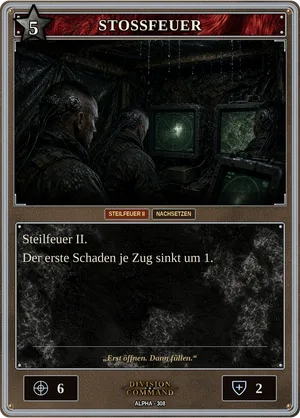 STOSSFEUER
5
STEILFEUER II NACHSETZEN
Steilfeuer II.
Der erste Schaden je Zug sinkt um 1.
„Erst öffnen. Dann füllen.“
6
DIVISION
COMMAND
ALPHA - 308
2